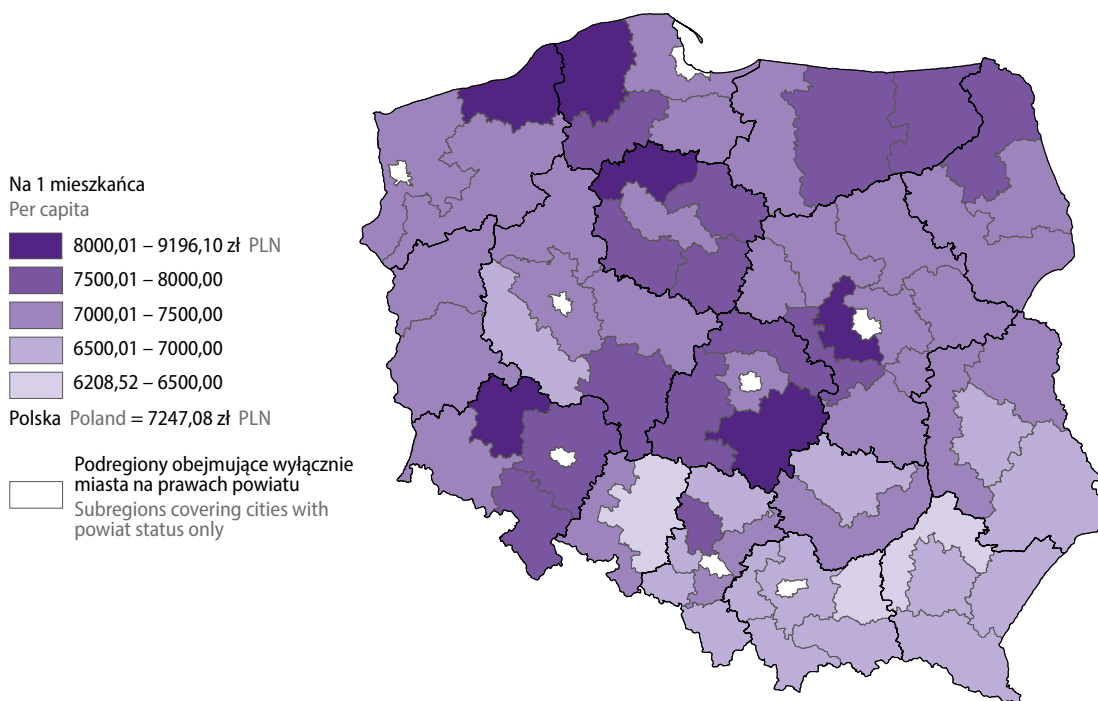 Na 1 mieszkańca
Per capita
8000,01 – 9196,10 zł PLN
7500,01 – 8000,00
7000,01 – 7500,00
6500,01 – 7000,00
6208,52 – 6500,00
Polska Poland = 7247,08 zł PLN
Podregiony obejmujące wyłącznie
miasta na prawach powiatu
Subregions covering cities with
powiat status only